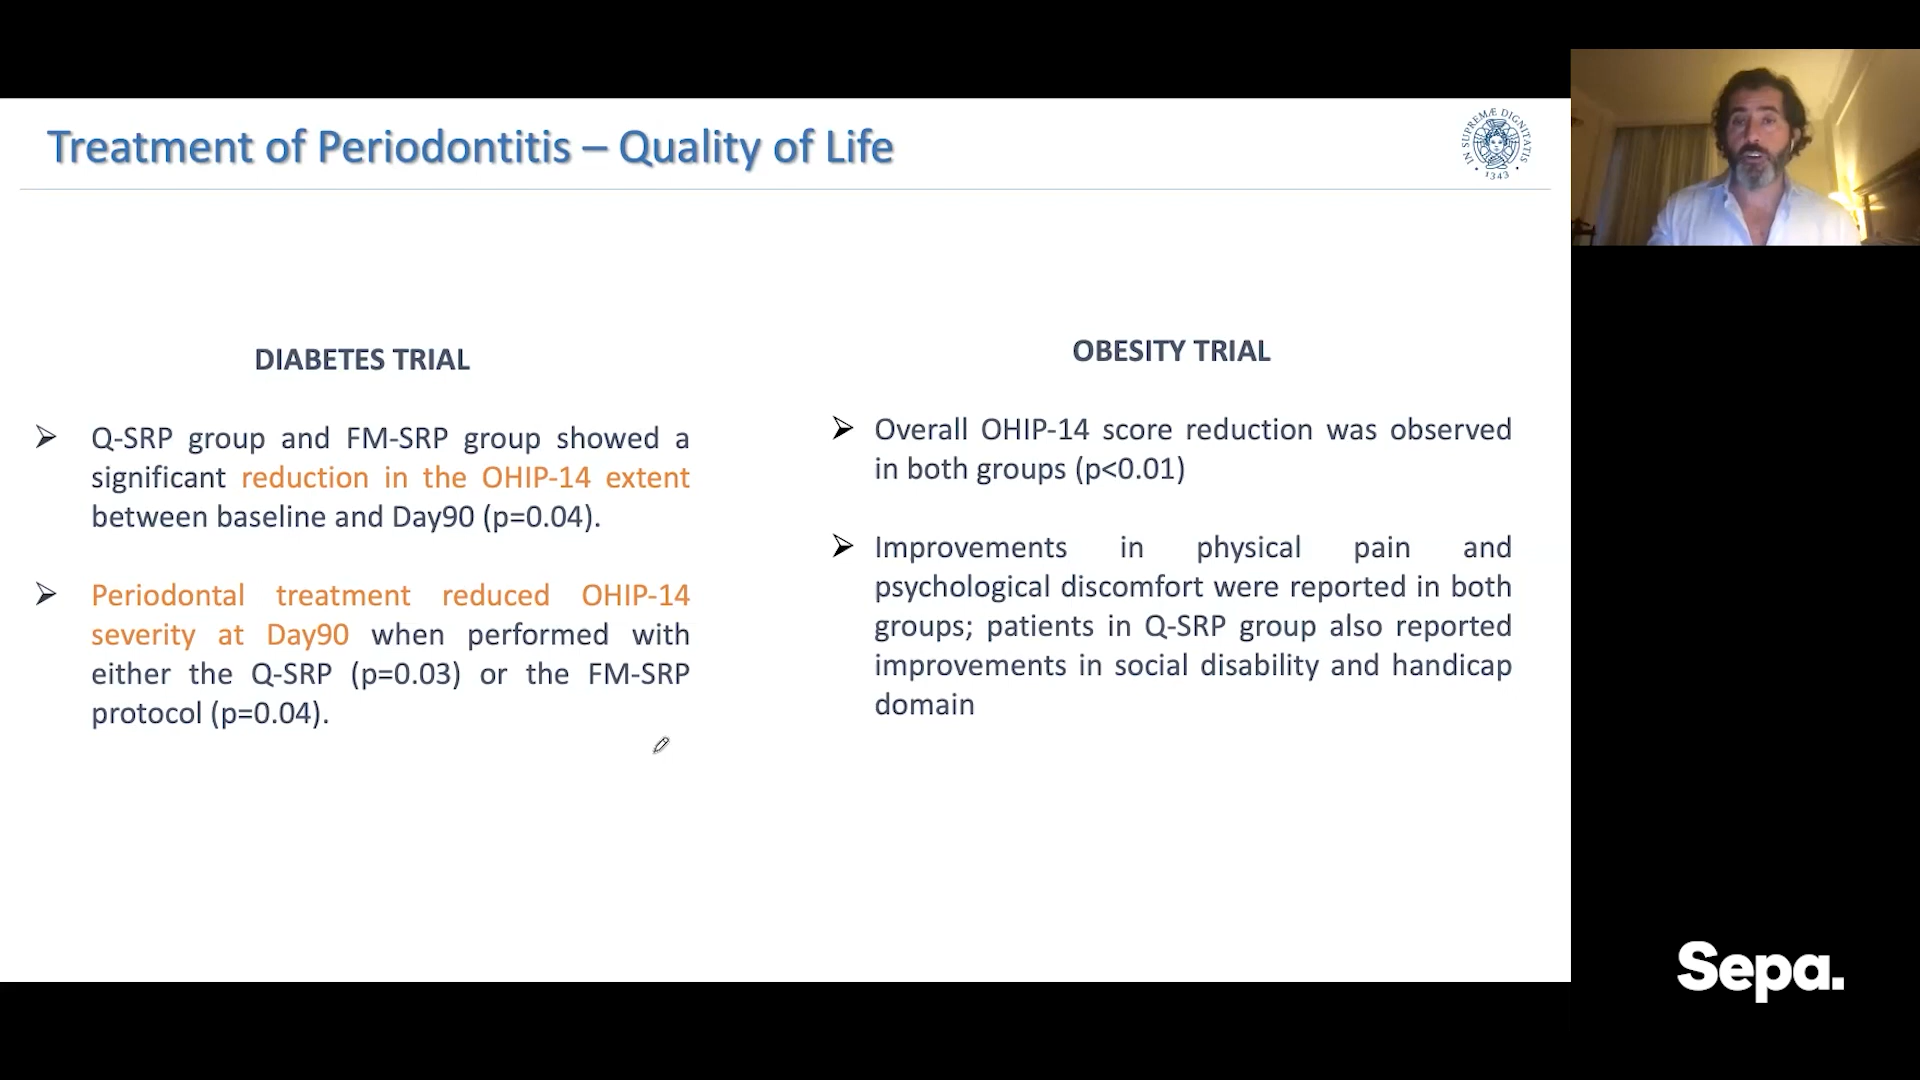 Treatment of Periodontitis – Quality of Life
IN SUPREMÆ DIGNITATIS
1343
DIABETES TRIAL
Q-SRP group and FM-SRP group showed a
significant reduction in the OHIP-14 extent
between baseline and Day90 (p=0.04).
Periodontal treatment reduced OHIP-14
severity at Day90 when performed with
either the Q-SRP (p=0.03) or the FM-SRP
protocol (p=0.04).
OBESITY TRIAL
Overall OHIP-14 score reduction was observed
in both groups (p<0.01)
Improvements in physical pain and
psychological discomfort were reported in both
groups; patients in Q-SRP group also reported
improvements in social disability and handicap
domain
Sepa.